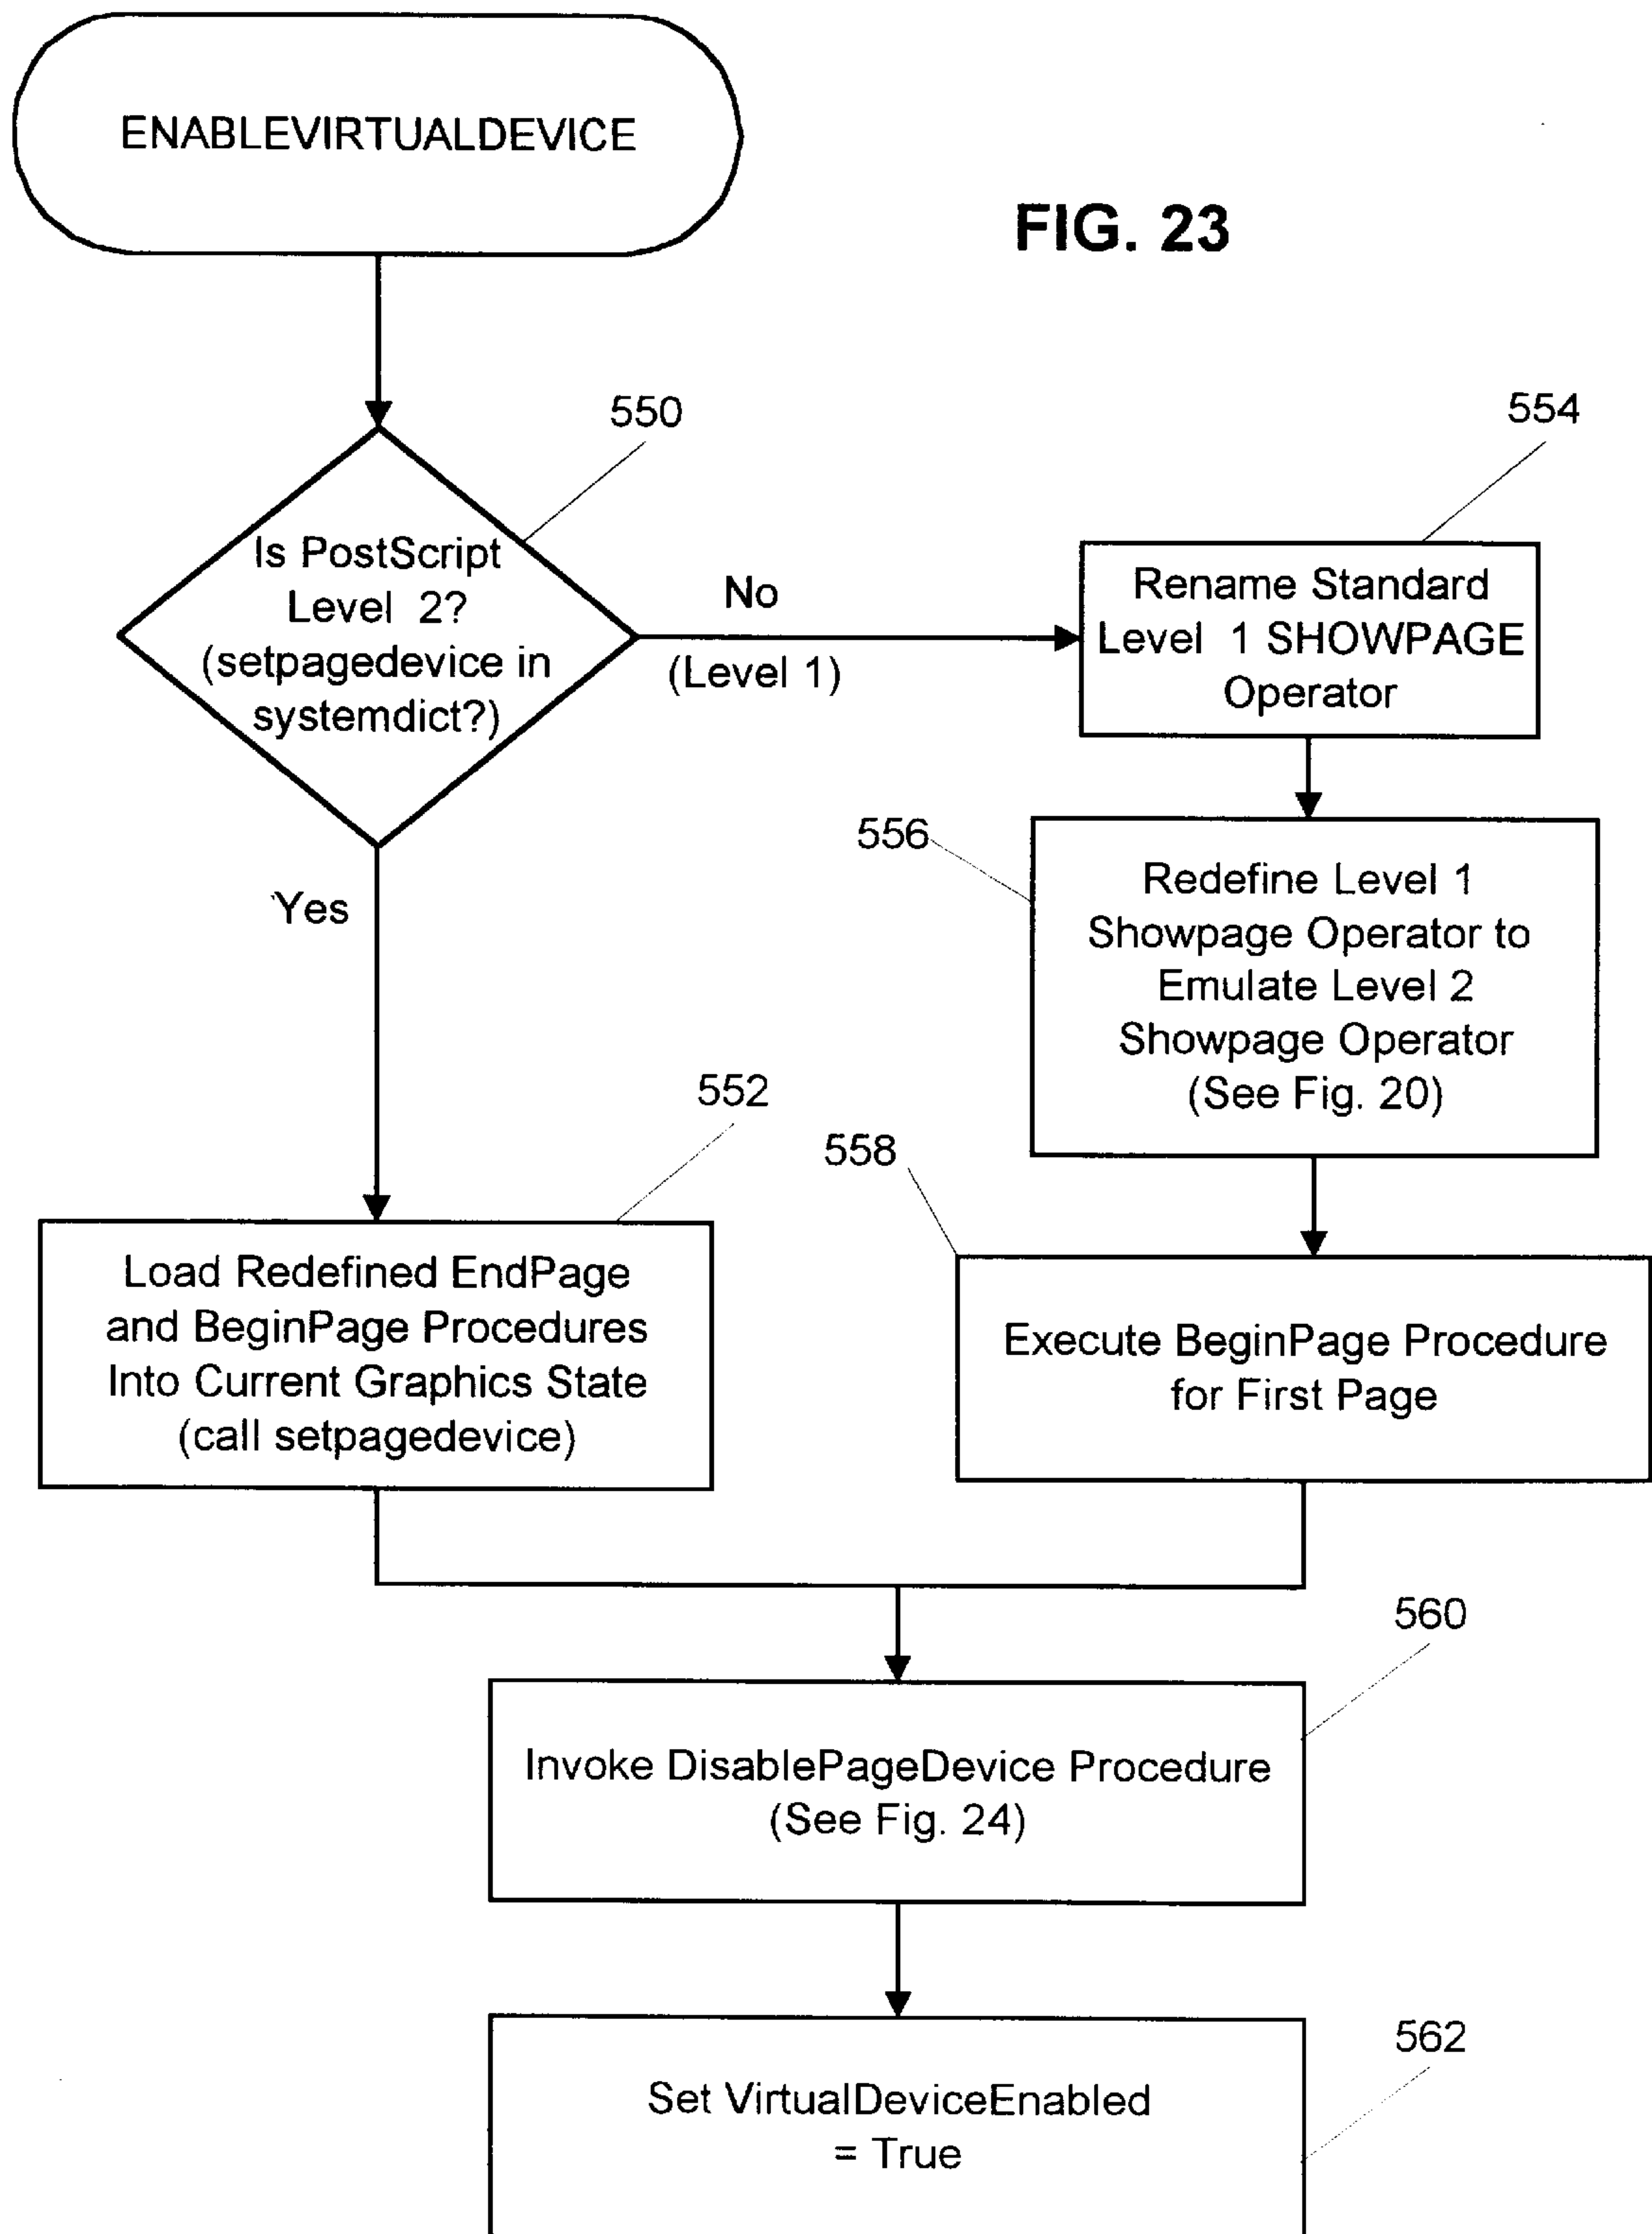 ENABLEVIRTUALDEVICE
FIG. 23
550
Is PostScript
Level 2?
(setpagedevice in
systemdict?)
No
(Level 1)
Yes
554
Rename Standard
Level 1 SHOWPAGE
Operator
556
Redefine Level 1
Showpage Operator to
Emulate Level 2
Showpage Operator
(See Fig. 20)
552
Load Redefined EndPage
and BeginPage Procedures
Into Current Graphics State
(call setpagedevice)
558
Execute BeginPage Procedure
for First Page
560
Invoke DisablePageDevice Procedure
(See Fig. 24)
562
Set VirtualDeviceEnabled
= True